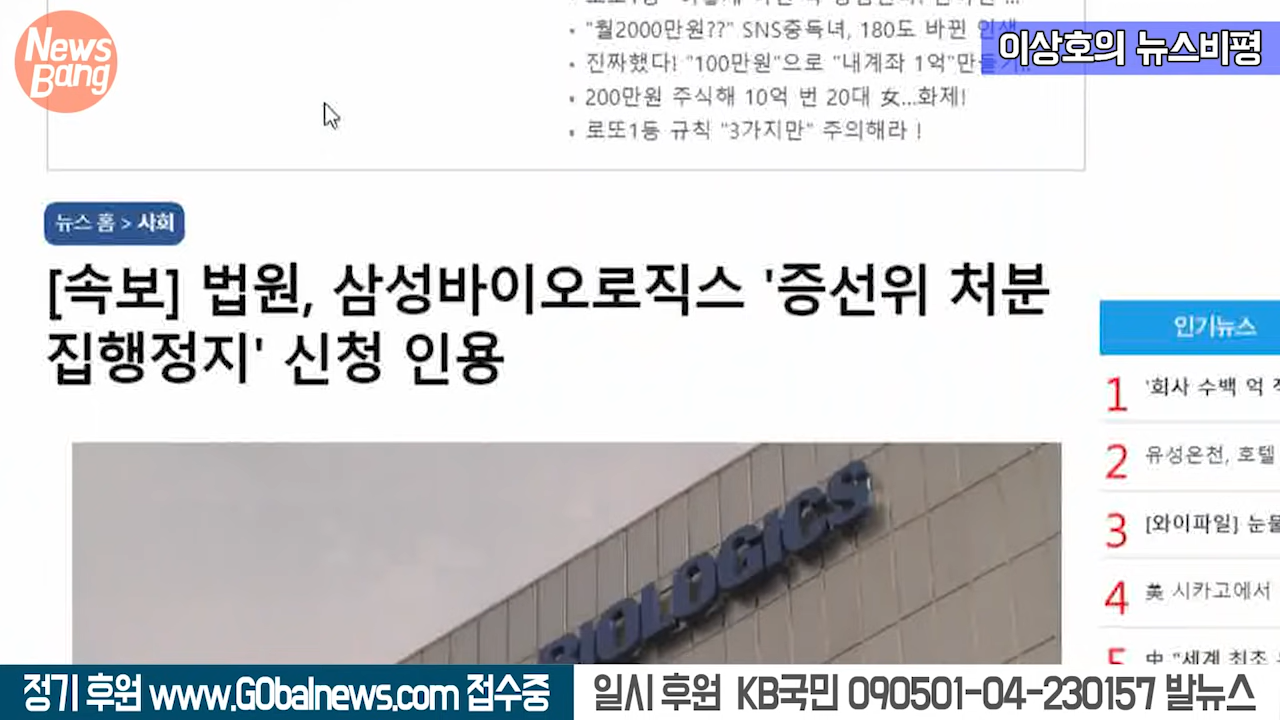 News
Bang
"월2000만원??" SNS중독녀, 180도 바뀐 인생
이상호의 뉴스비평
진짜했다! "100만원"으로 "내계좌 1억"만들기..
200만원 주식해 10억 번 20대 女...화제!
로또1등 규칙 "3가지만" 주의해라 !
뉴스 홈 > 사회
[속보] 법원, 삼성바이오로직스 '증선위 처분
집행정지' 신청 인용
인기뉴스
1 '회사 수백 억
2 유성온천, 호텔
3 [와이파일] 눈물
4 美 시카고에서
5 中 "세계 최초
BIOLOGICS
정기 후원 www.GObalnews.com 접수중
일시 후원 KB국민 090501-04-230157 발뉴스